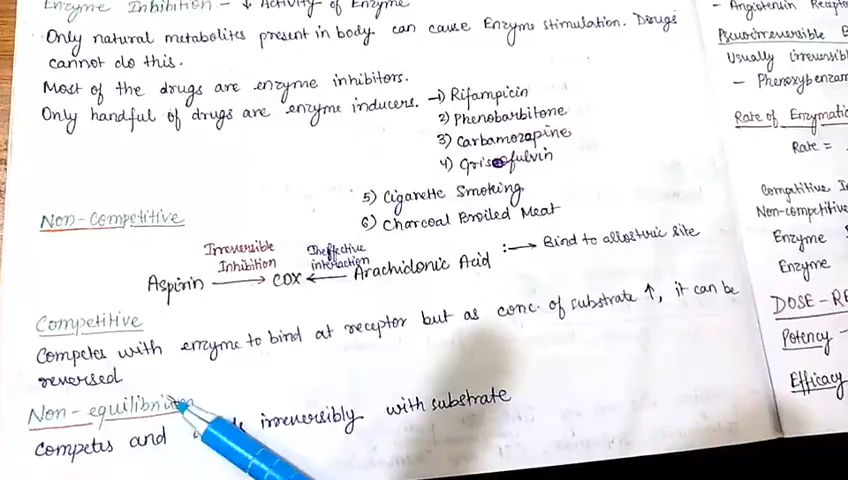 Enzyme Inhibition - ↓ Activity of Enzyme
Only natural metabolites present in body can cause Enzyme stimulation. Drugs
cannot do this.
Most of the drugs are enzyme inhibitors.
Only handful of drugs are enzyme inducers. → 1) Rifampicin
2) Phenobarbitone
3) Carbamazapine
4) Griseofulvin
5) Cigarette Smoking
6) Charcoal Broiled Meat
Non-Competitive
Irreversible Inhibition
Ineffective interaction
Aspirin → COX ← Arachidonic Acid :→ Bind to allosteric site
Competitive
Competes with enzyme to bind at receptor but as conc. of substrate ↑, it can be
reversed
Non-equilibrium
competes and irreversibly with substrate
- Angiotensin Recepto
Pseudoirreversible
Usually irreversib
- Phenoxybenzam
Rate of Enzymatic
Rate =
Competitive In
Non-competitive
Enzyme
Enzyme
DOSE-RE
Potency -
Efficacy